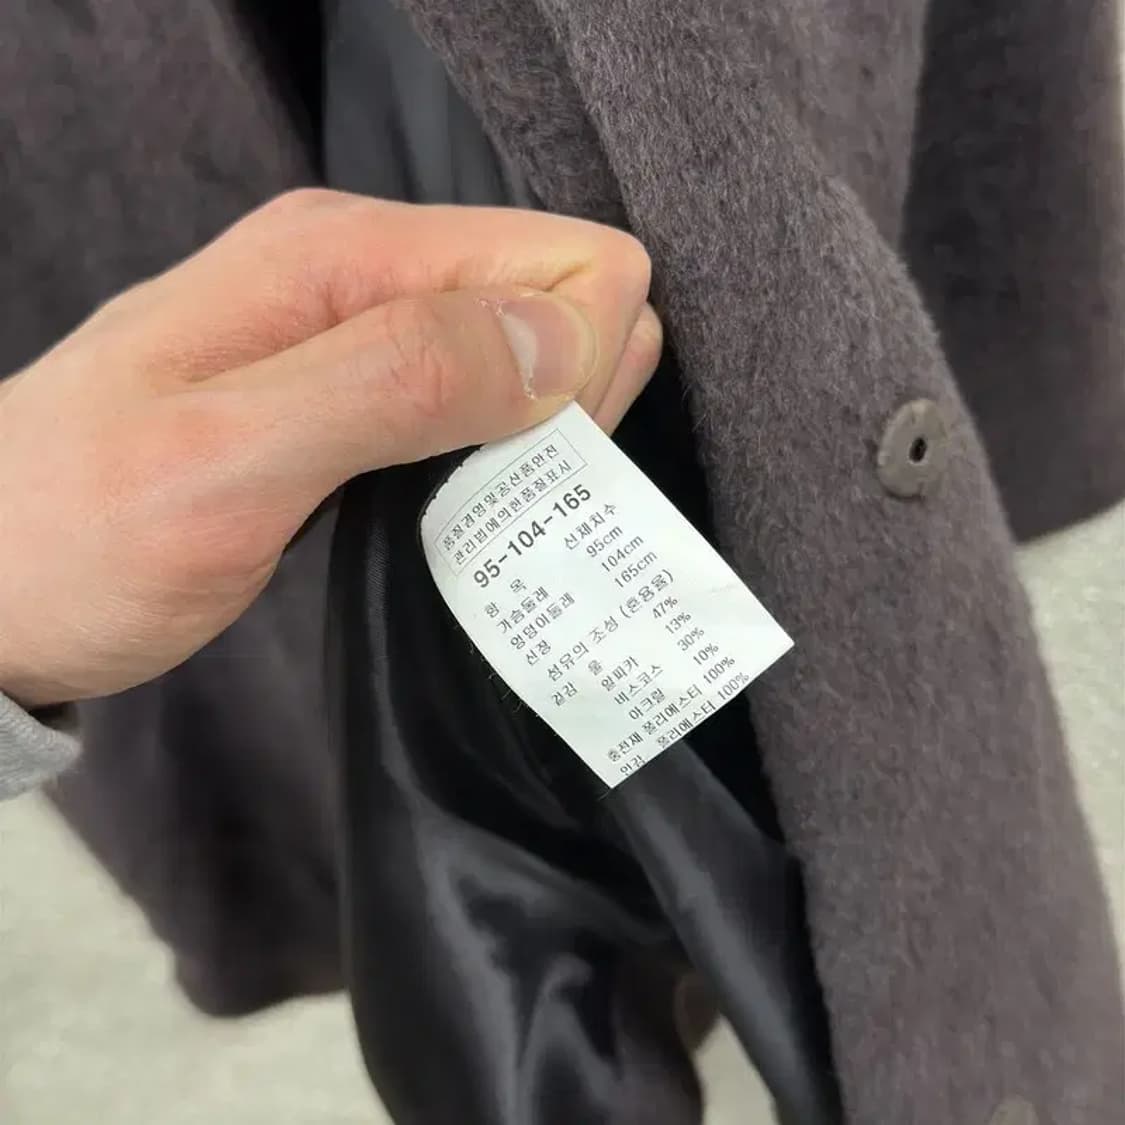 품질경영및공산품안전
관리법에의한품질표시
95-104-165
항 목 신체치수
가슴둘레 95cm
엉덩이둘레 104cm
신장 165cm
섬유의 조성 (혼용율)
겉감 울 47%
알파카 13%
비스코스 30%
아크릴 10%
충전재 폴리에스터 100%
안감 폴리에스터 100%